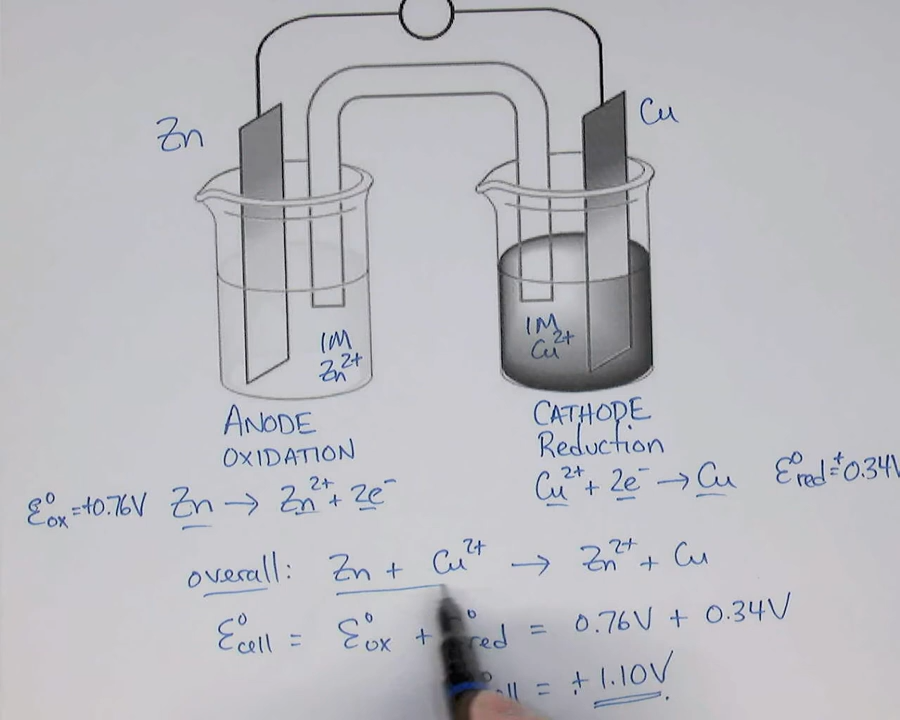 Zn
Cu
1M
Zn²⁺
1M
Cu²⁺
ANODE
OXIDATION
CATHODE
Reduction
ℰ°ox = +0.76V Zn → Zn²⁺ + 2e⁻
Cu²⁺ + 2e⁻ → Cu ℰ°red = +0.34V
overall: Zn + Cu²⁺ → Zn²⁺ + Cu
ℰ°cell = ℰ°ox + °red = 0.76V + 0.34V
= +1.10V.